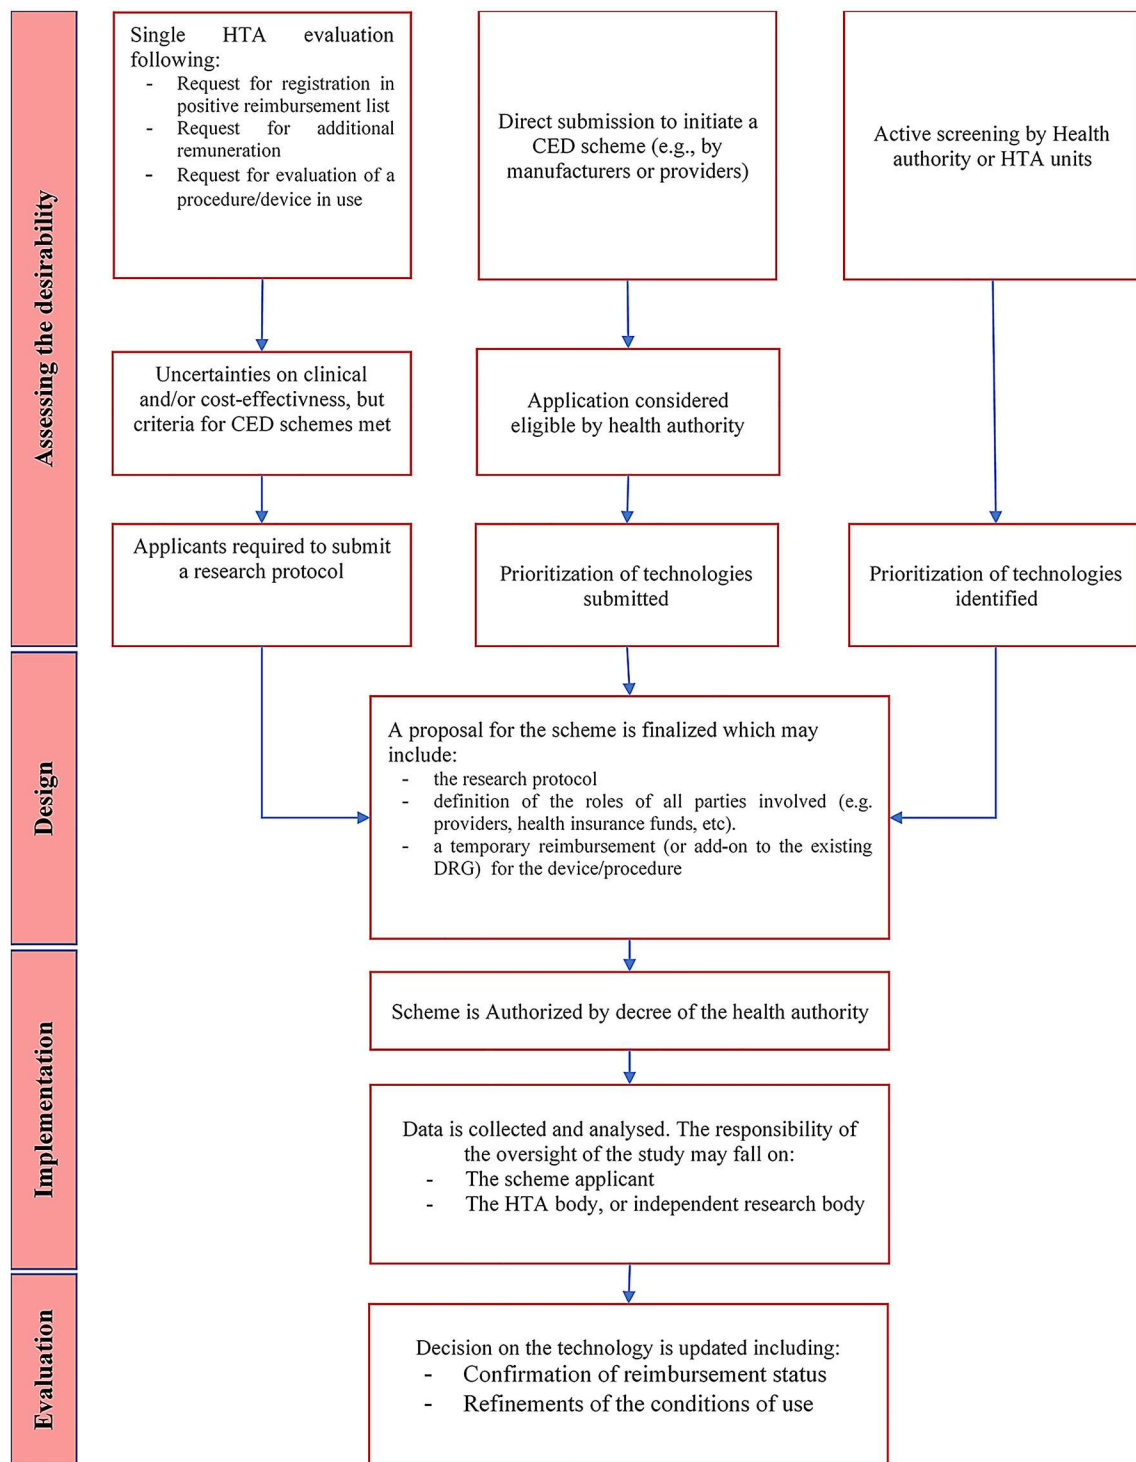 Assessing the desirability
Single HTA evaluation
following:
- Request for registration in
positive reimbursement list
- Request for additional
remuneration
- Request for evaluation of a
procedure/device in use
Direct submission to initiate a
CED scheme (e.g., by
manufacturers or providers)
Active screening by Health
authority or HTA units
Uncertainties on clinical
and/or cost-effectivness, but
criteria for CED schemes met
Application considered
eligible by health authority
Applicants required to submit
a research protocol
Prioritization of technologies
submitted
Prioritization of technologies
identified
Design
A proposal for the scheme is finalized which may
include:
- the research protocol
- definition of the roles of all parties involved (e.g.
providers, health insurance funds, etc).
- a temporary reimbursement (or add-on to the existing
DRG) for the device/procedure
Implementation
Scheme is Authorized by decree of the health authority
Data is collected and analysed. The responsibility of
the oversight of the study may fall on:
- The scheme applicant
- The HTA body, or independent research body
Evaluation
Decision on the technology is updated including:
- Confirmation of reimbursement status
- Refinements of the conditions of use